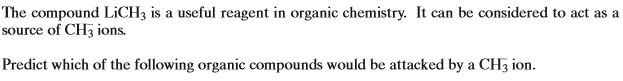 The compound LiCH₃ is a useful reagent in organic chemistry. It can be considered to act as a
source of CH₃⁻ ions.
Predict which of the following organic compounds would be attacked by a CH₃⁻ ion.